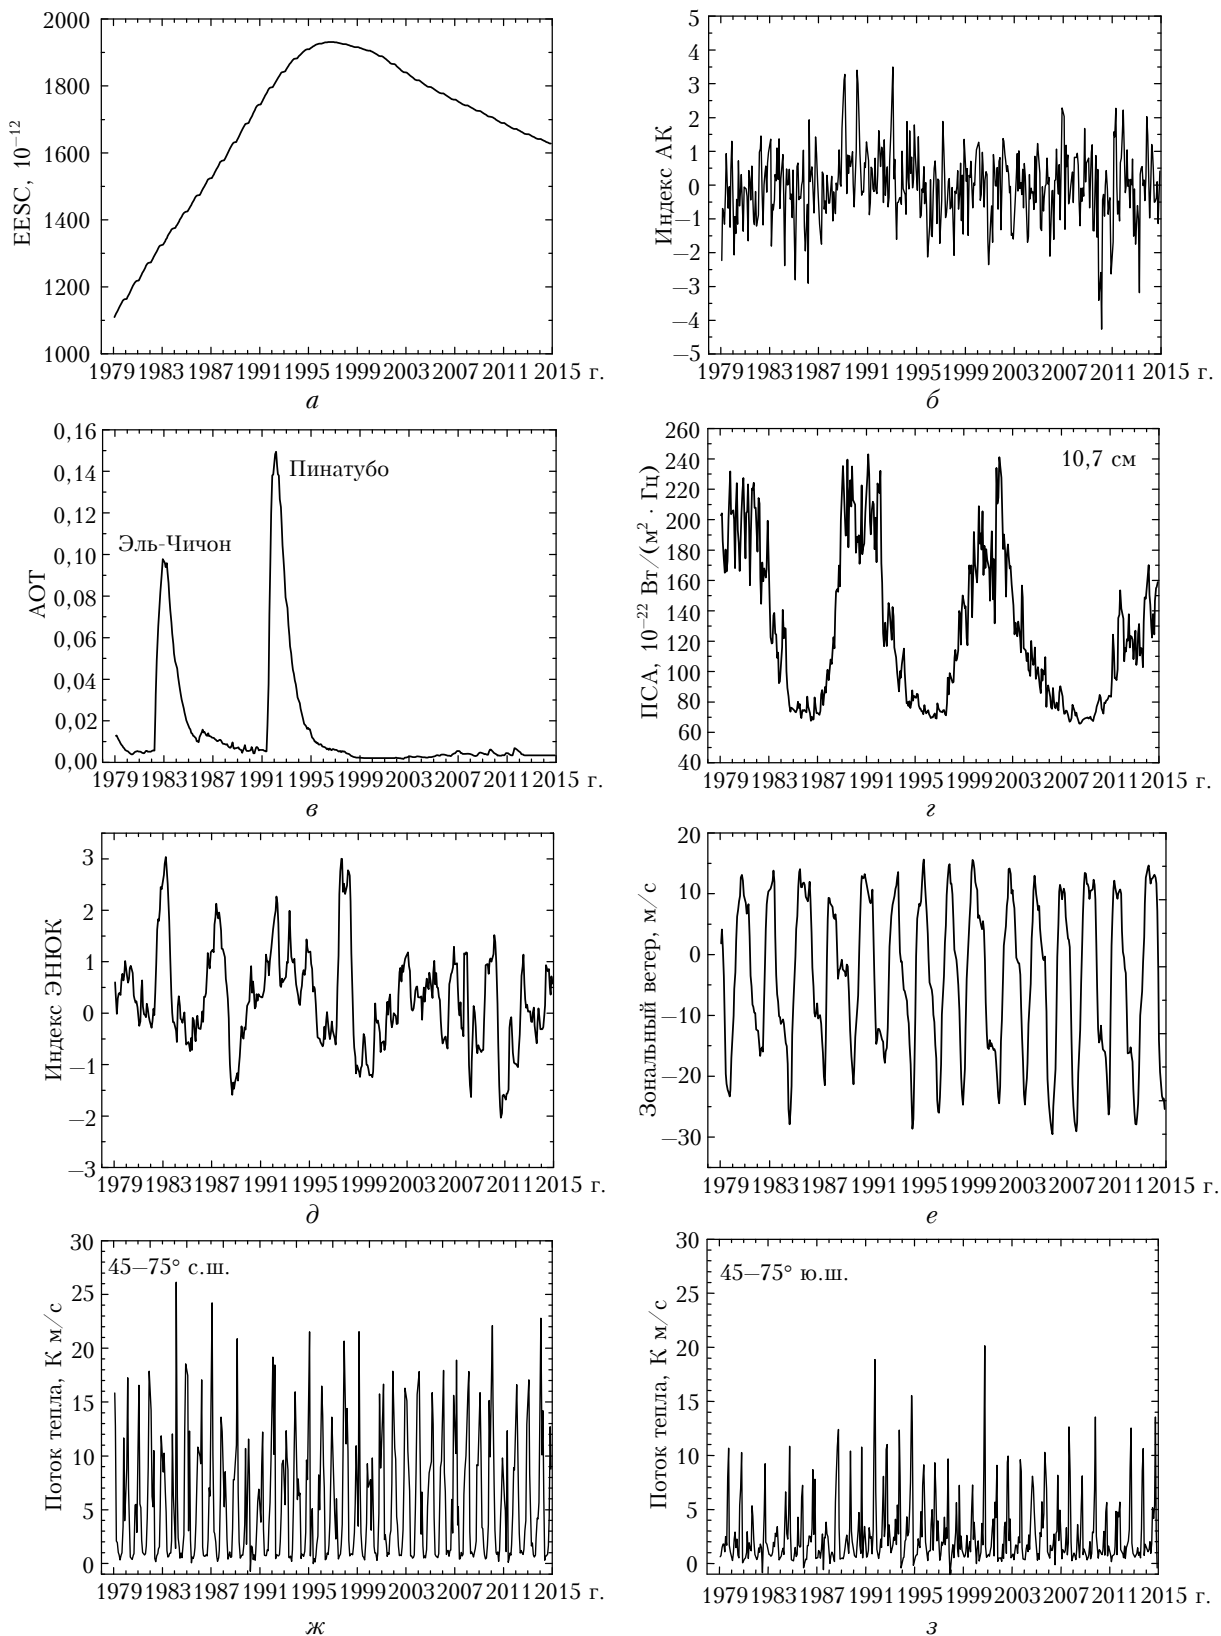 2000
1800
1600
1400
1200
1000
EESC, 10⁻¹²
1979 1983 1987 1991 1995 1999 2003 2007 2011 2015 г.
а
5
4
3
2
1
0
−1
−2
−3
−4
−5
Индекс АК
1979 1983 1987 1991 1995 1999 2003 2007 2011 2015 г.
б
0,16
0,14
0,12
0,10
0,08
0,06
0,04
0,02
0,00
АОТ
Эль-Чичон
Пинатубо
1979 1983 1987 1991 1995 1999 2003 2007 2011 2015 г.
в
260
240
220
200
180
160
140
120
100
80
60
40
ПСА, 10⁻²² Вт/(м² · Гц)
10,7 см
1979 1983 1987 1991 1995 1999 2003 2007 2011 2015 г.
г
3
2
1
0
−1
−2
−3
Индекс ЭНЮК
1979 1983 1987 1991 1995 1999 2003 2007 2011 2015 г.
д
20
10
0
−10
−20
−30
Зональный ветер, м/с
1979 1983 1987 1991 1995 1999 2003 2007 2011 2015 г.
е
30
25
20
15
10
5
0
Поток тепла, К м/с
45–75° с.ш.
1979 1983 1987 1991 1995 1999 2003 2007 2011 2015 г.
ж
30
25
20
15
10
5
0
Поток тепла, К м/с
45–75° ю.ш.
1979 1983 1987 1991 1995 1999 2003 2007 2011 2015 г.
з